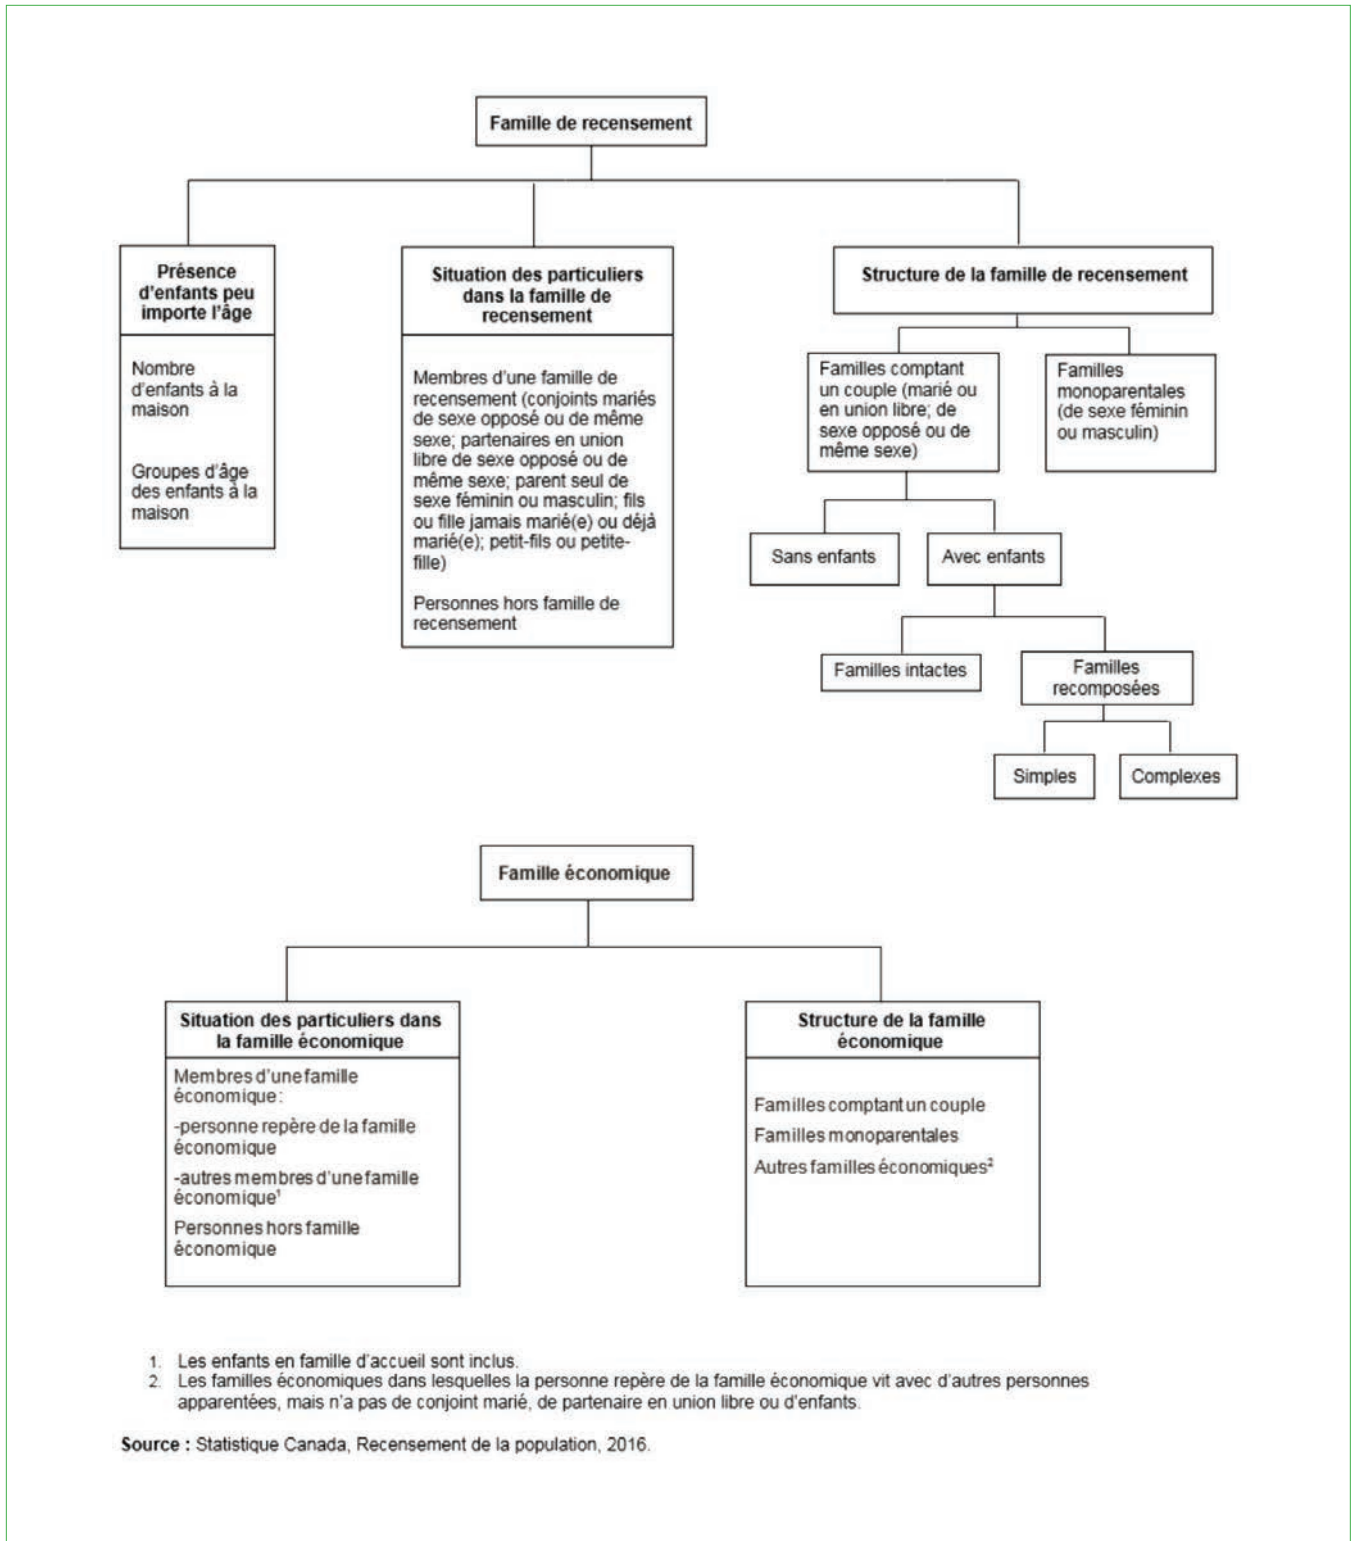 Famille de recensement
Présence
d'enfants peu
importe l'âge
Nombre
d'enfants à la
maison
Groupes d'âge
des enfants à la
maison
Situation des particuliers
dans la famille de
recensement
Membres d'une famille de
recensement (conjoints mariés
de sexe opposé ou de même
sexe; partenaires en union
libre de sexe opposé ou de
même sexe; parent seul de
sexe féminin ou masculin; fils
ou fille jamais marié(e) ou déjà
marié(e); petit-fils ou petite-
fille)
Personnes hors famille de
recensement
Structure de la famille de recensement
Familles comptant
un couple (marié ou
en union libre; de
sexe opposé ou de
même sexe)
Familles
monoparentales
(de sexe féminin
ou masculin)
Sans enfants
Avec enfants
Familles intactes
Familles
recomposées
Simples
Complexes
Famille économique
Situation des particuliers dans
la famille économique
Membres d'une famille
économique :
-personne repère de la famille
économique
-autres membres d'une famille
économique¹
Personnes hors famille
économique
Structure de la famille
économique
Familles comptant un couple
Familles monoparentales
Autres familles économiques²
1. Les enfants en famille d'accueil sont inclus.
2. Les familles économiques dans lesquelles la personne repère de la famille économique vit avec d'autres personnes
apparentées, mais n'a pas de conjoint marié, de partenaire en union libre ou d'enfants.
Source : Statistique Canada, Recensement de la population, 2016.